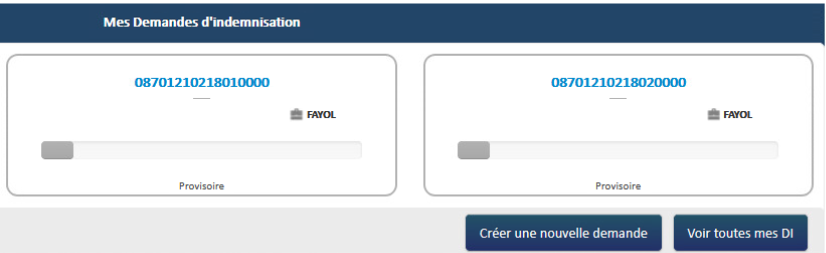 Mes Demandes d'indemnisation
08701210218010000
FAYOL
Provisoire
08701210218020000
FAYOL
Provisoire
Créer une nouvelle demande
Voir toutes mes DI